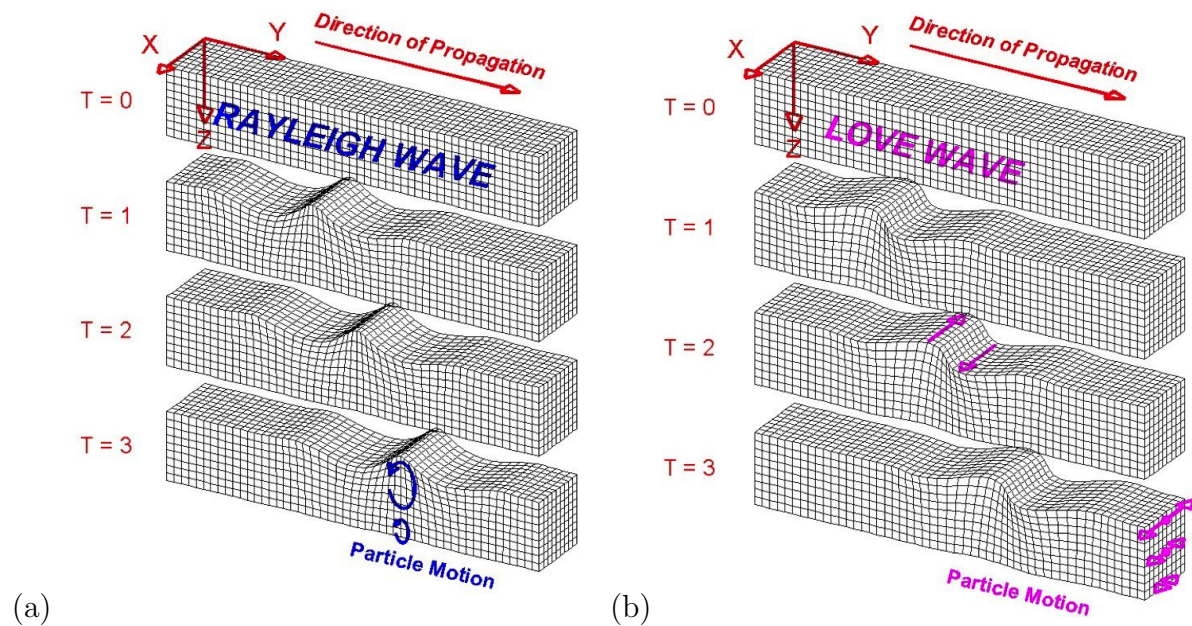 X
Y
Direction of Propagation
T = 0
Z
RAYLEIGH WAVE
T = 1
T = 2
T = 3
Particle Motion
(a)
X
Y
Direction of Propagation
T = 0
Z
LOVE WAVE
T = 1
T = 2
T = 3
Particle Motion
(b)